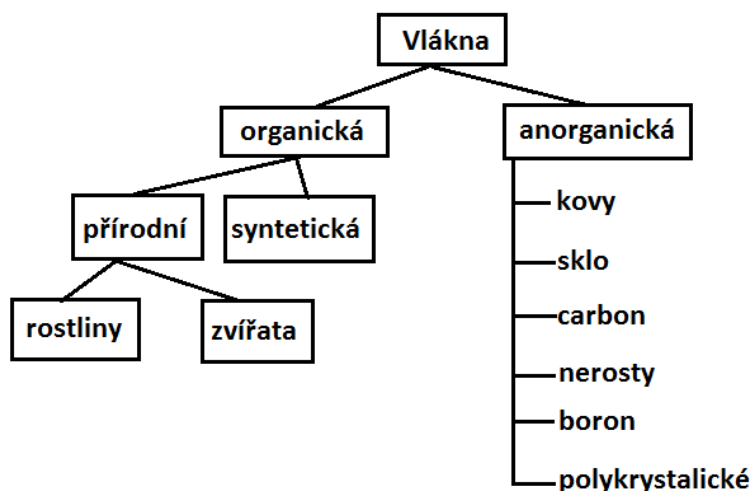 Vlákna
organická
anorganická
přírodní
syntetická
rostliny
zvířata
kovy
sklo
carbon
nerosty
boron
polykrystalické